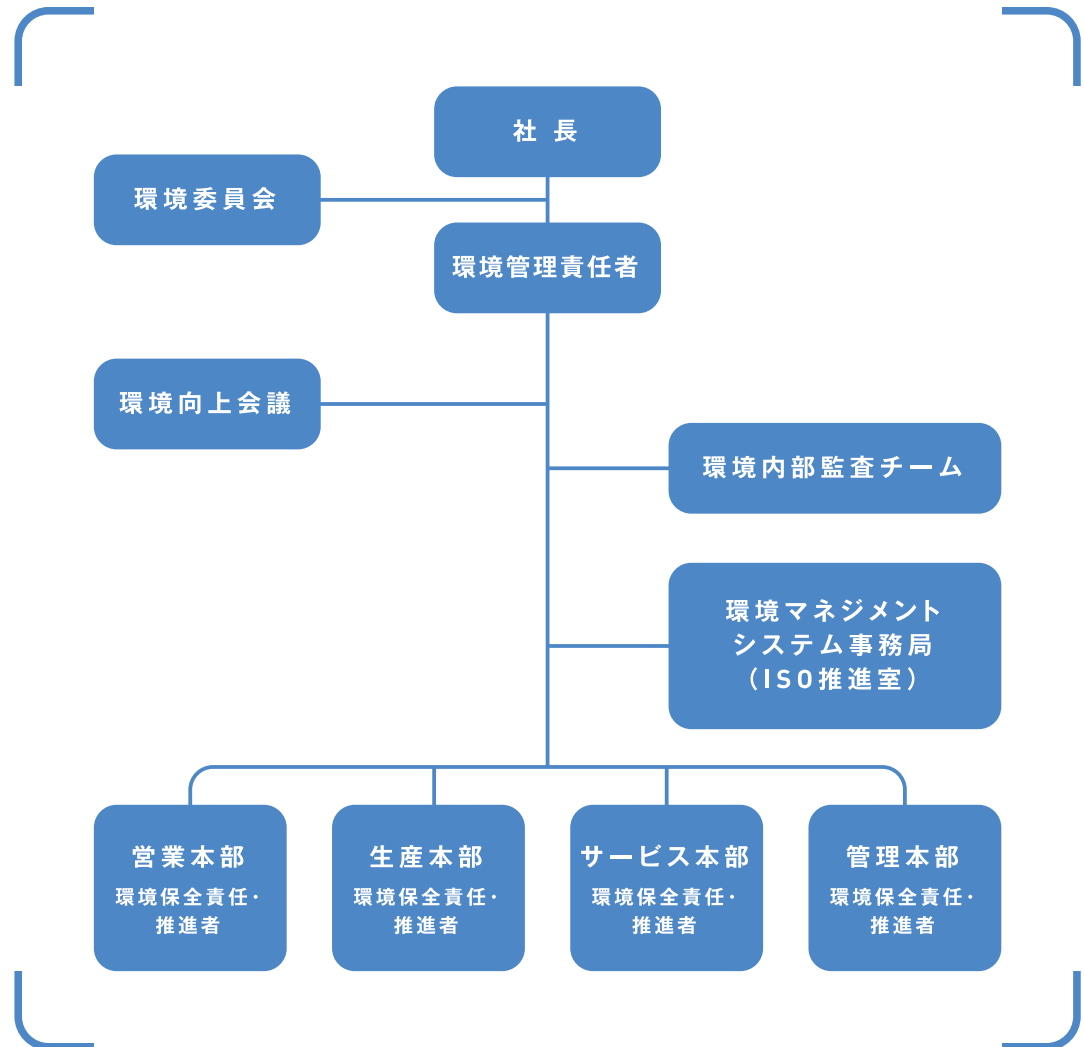 社 長
環境委員会
環境管理責任者
環境向上会議
環境内部監査チーム
環境マネジメント
システム事務局
（ISO推進室）
営業本部
環境保全責任・
推進者
生産本部
環境保全責任・
推進者
サービス本部
環境保全責任・
推進者
管理本部
環境保全責任・
推進者